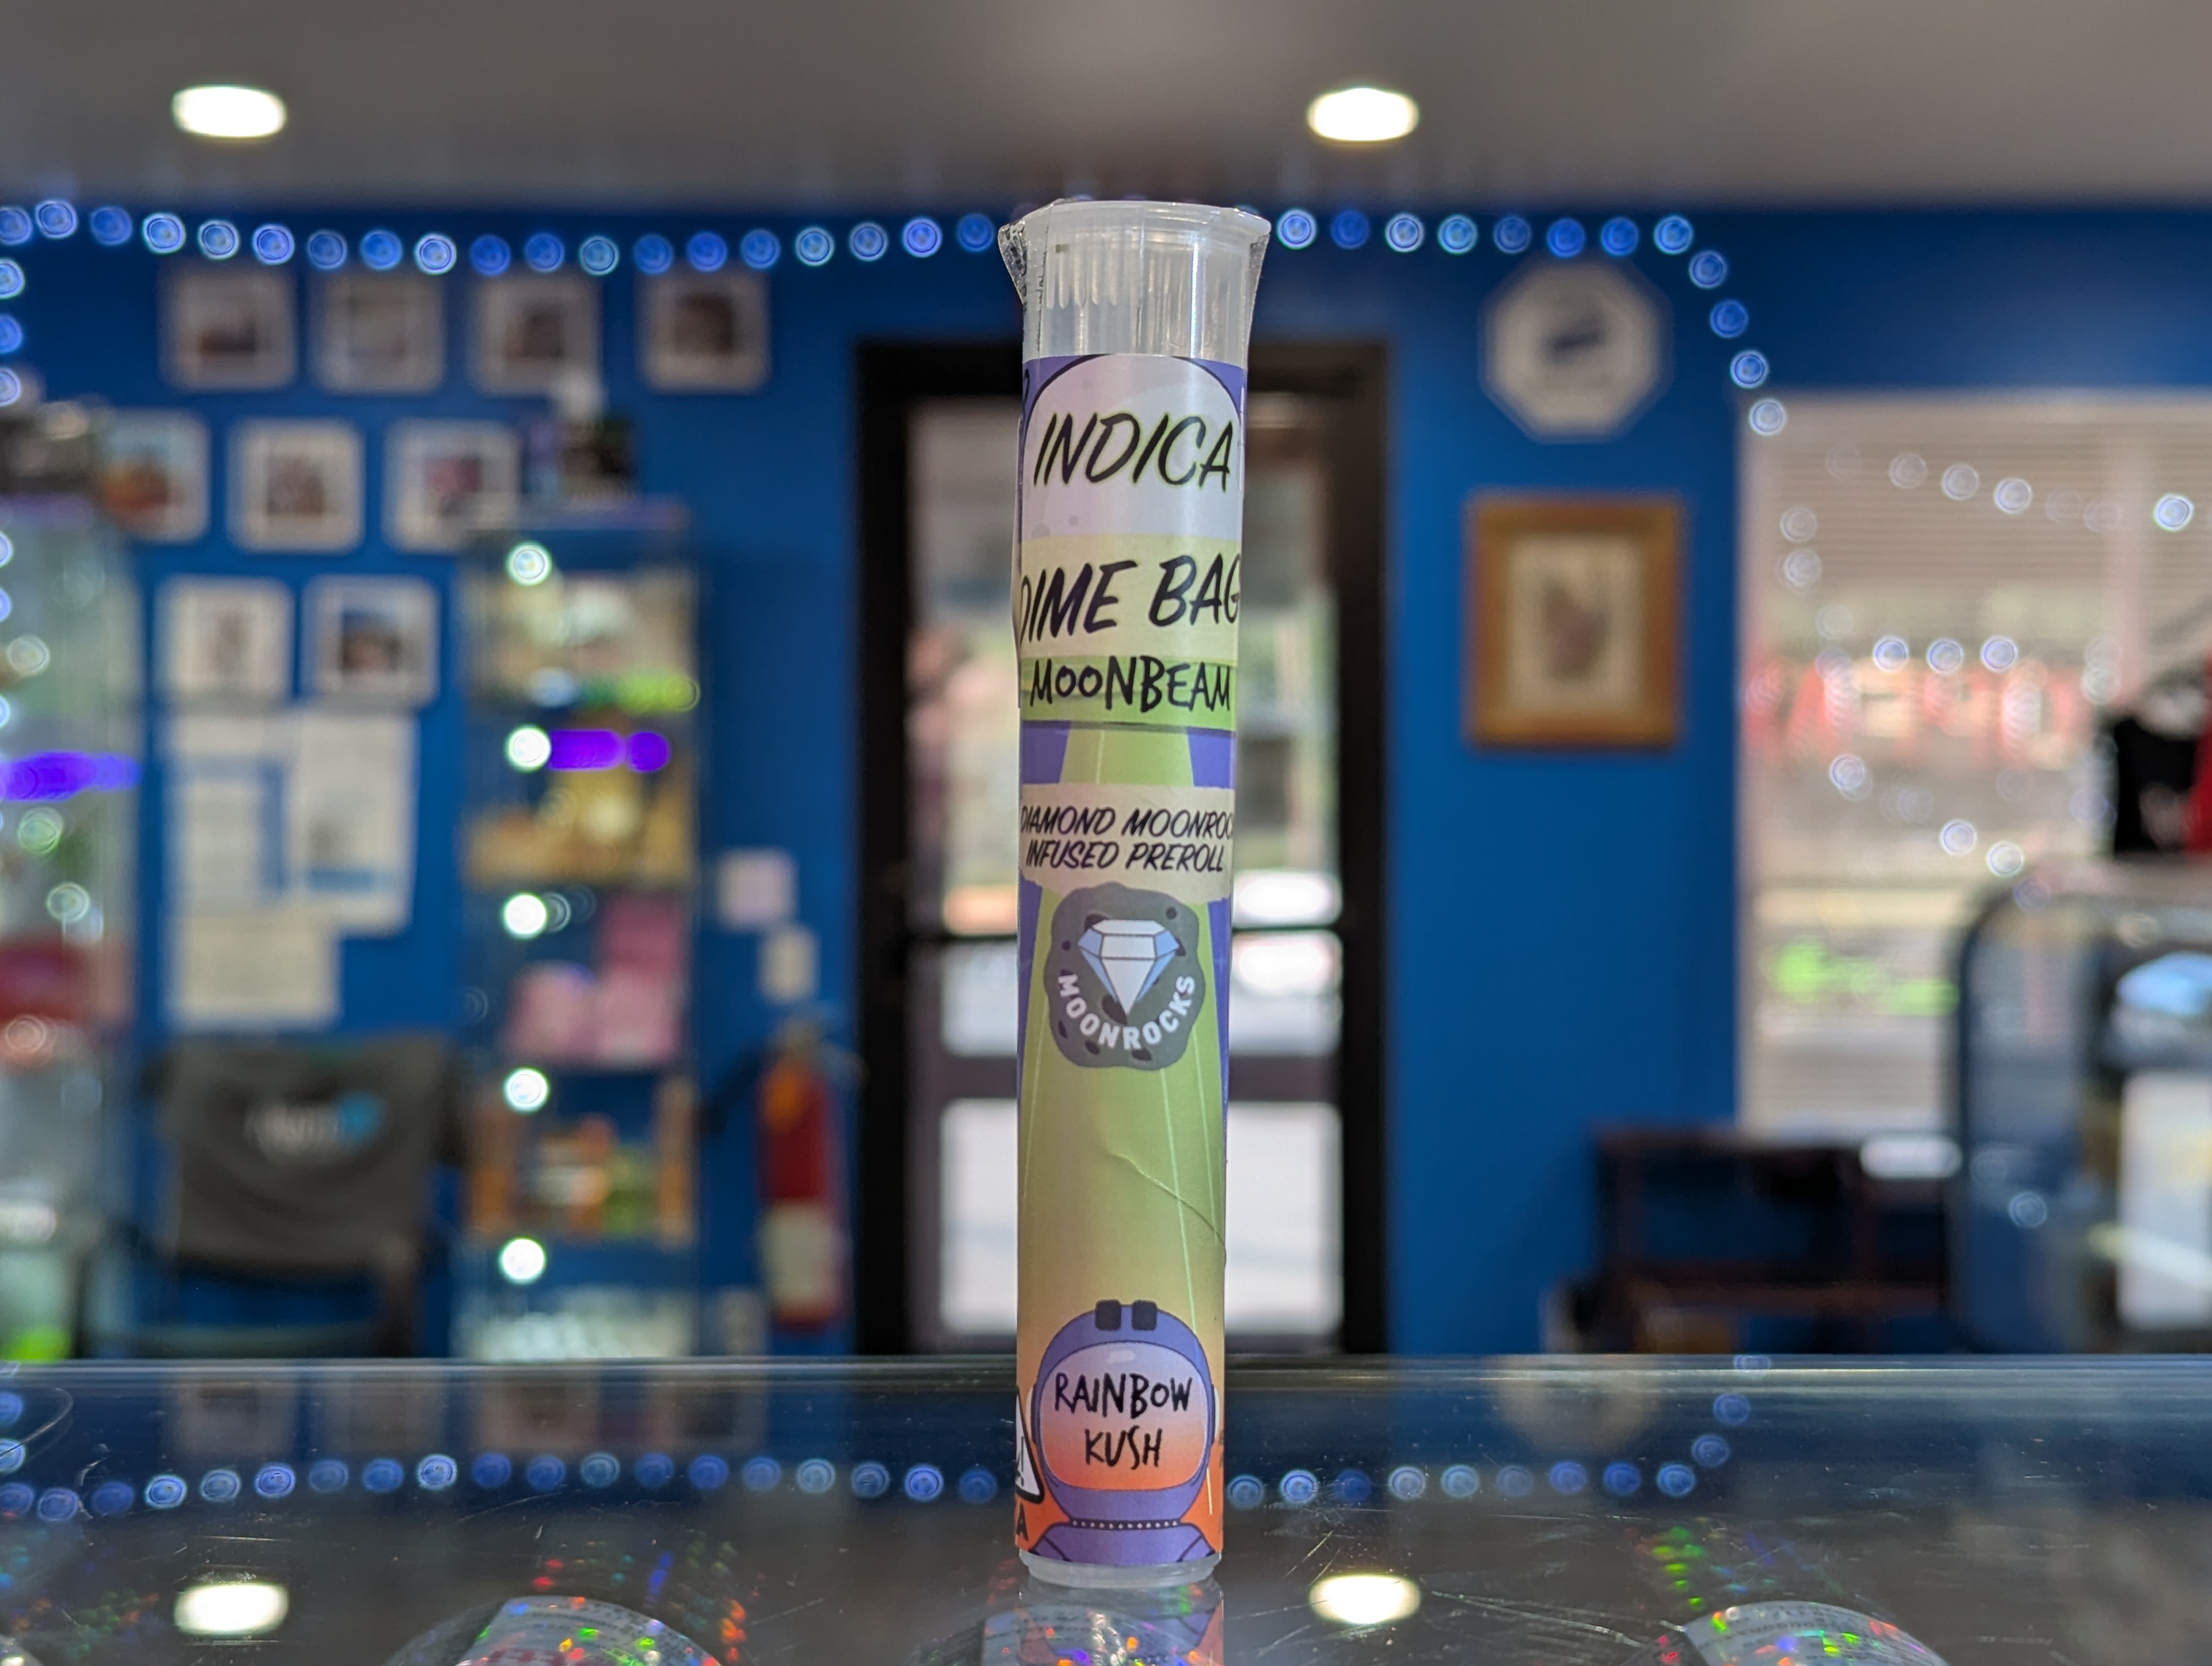 INDICA
DIME BAG
MOONBEAM
DIAMOND MOONROCK
INFUSED PREROLL
MOONROCKS
RAINBOW
KUSH